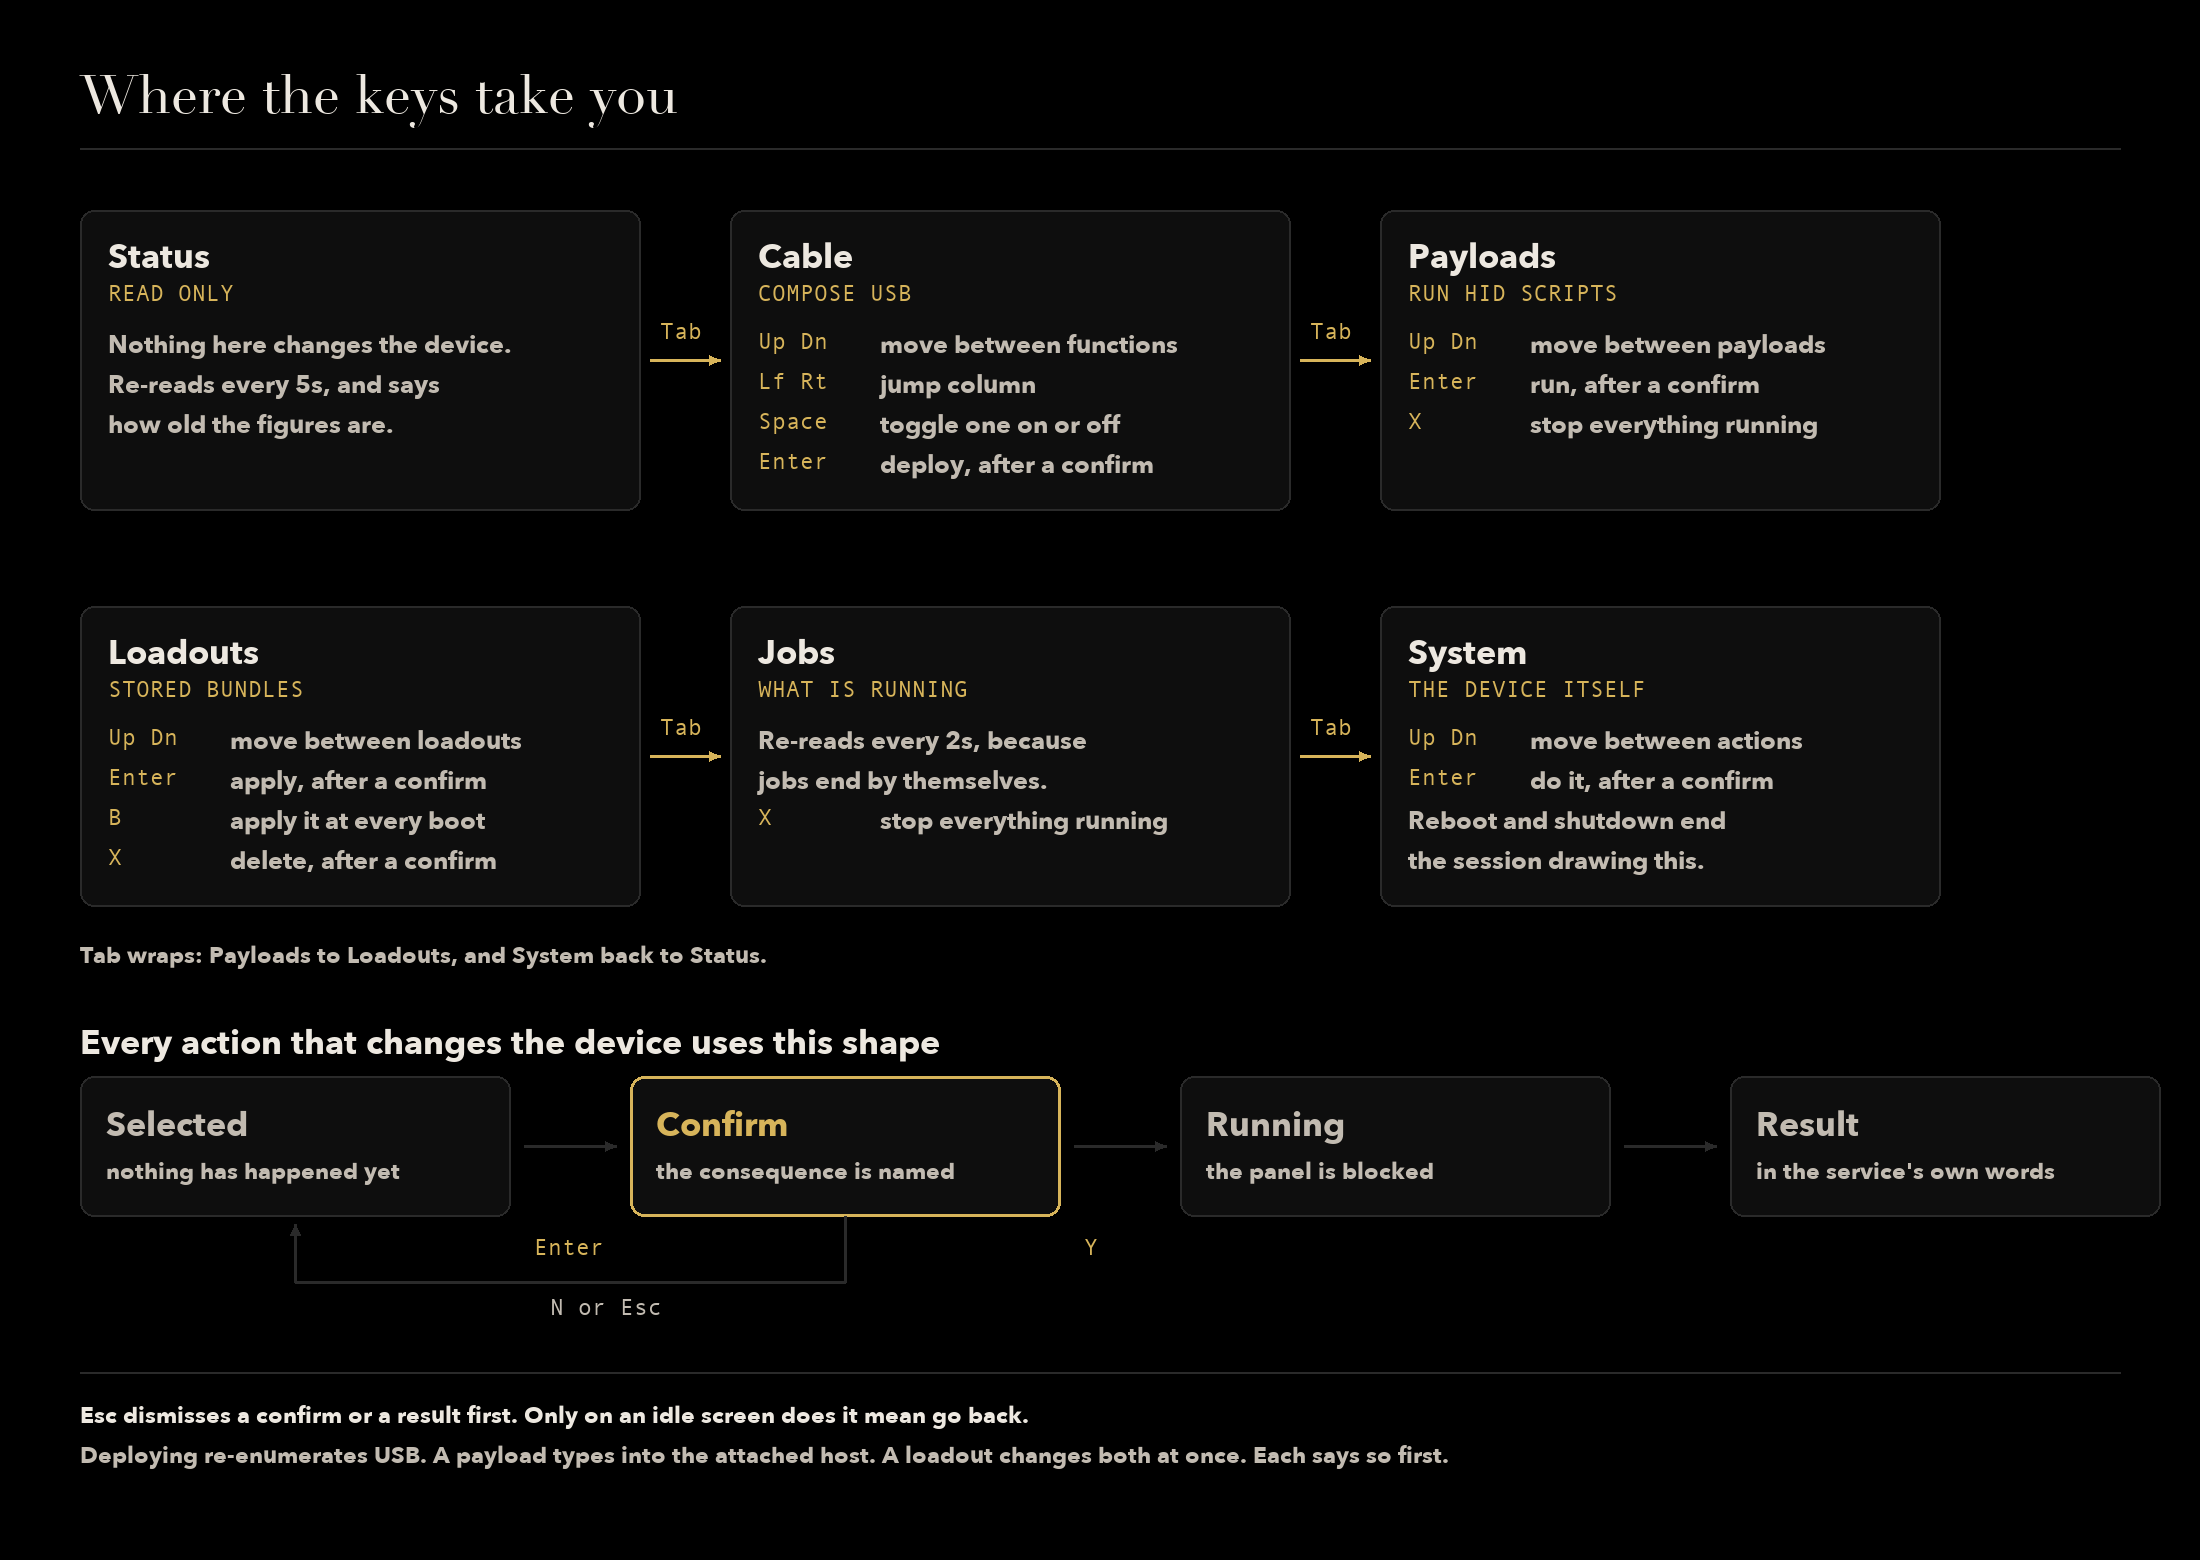 Where the keys take you
Status
READ ONLY
Nothing here changes the device.
Re-reads every 5s, and says
how old the figures are.
Tab
Cable
COMPOSE USB
Up Dn move between functions
Lf Rt jump column
Space toggle one on or off
Enter deploy, after a confirm
Tab
Payloads
RUN HID SCRIPTS
Up Dn move between payloads
Enter run, after a confirm
X stop everything running
Loadouts
STORED BUNDLES
Up Dn move between loadouts
Enter apply, after a confirm
B apply it at every boot
X delete, after a confirm
Tab
Jobs
WHAT IS RUNNING
Re-reads every 2s, because
jobs end by themselves.
X stop everything running
Tab
System
THE DEVICE ITSELF
Up Dn move between actions
Enter do it, after a confirm
Reboot and shutdown end
the session drawing this.
Tab wraps: Payloads to Loadouts, and System back to Status.
Every action that changes the device uses this shape
Selected
nothing has happened yet
Confirm
the consequence is named
Running
the panel is blocked
Result
in the service's own words
Enter
Y
N or Esc
Esc dismisses a confirm or a result first. Only on an idle screen does it mean go back.
Deploying re-enumerates USB. A payload types into the attached host. A loadout changes both at once. Each says so first.